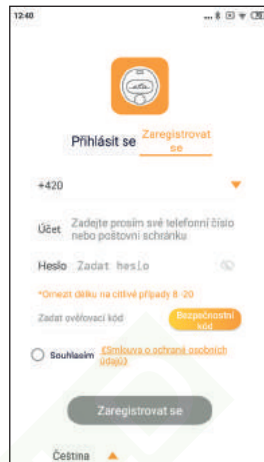 12:40
Přihlásit se Zaregistrovat
se
+420
Účet Zadejte prosím své telefonní číslo
nebo poštovní schránku
Heslo Zadat heslo
*Omezit délku na citlivé případy 8-20
Zadat ověřovací kód Bezpečnostní
kód
Souhlasím (Smlouva o ochraně osobních
údajů)
Zaregistrovat se
Čeština